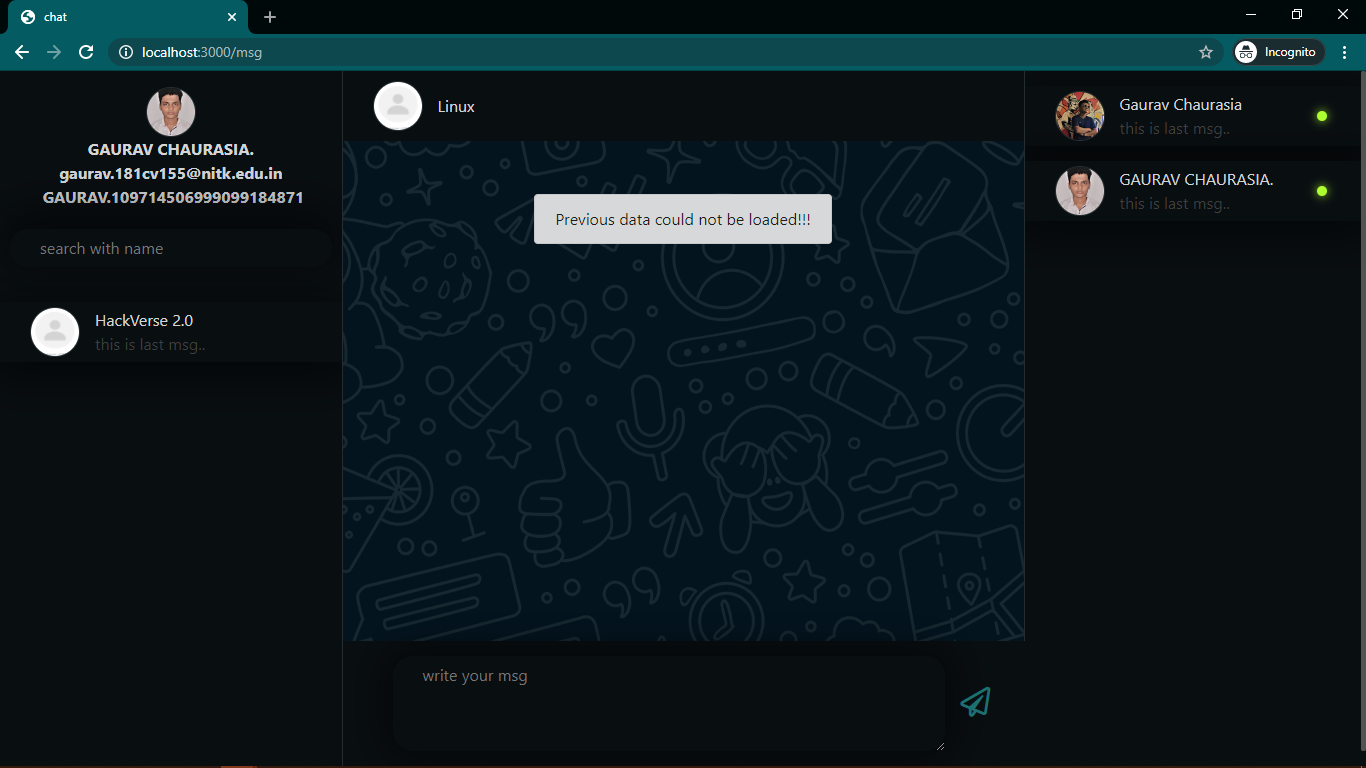 chat
localhost:3000/msg
Incognito
GAURAV CHAURASIA.
gaurav.181cv155@nitk.edu.in
GAURAV.109714506999099184871
search with name
HackVerse 2.0
this is last msg..
Linux
Previous data could not be loaded!!!
write your msg
Gaurav Chaurasia
this is last msg..
GAURAV CHAURASIA.
this is last msg..